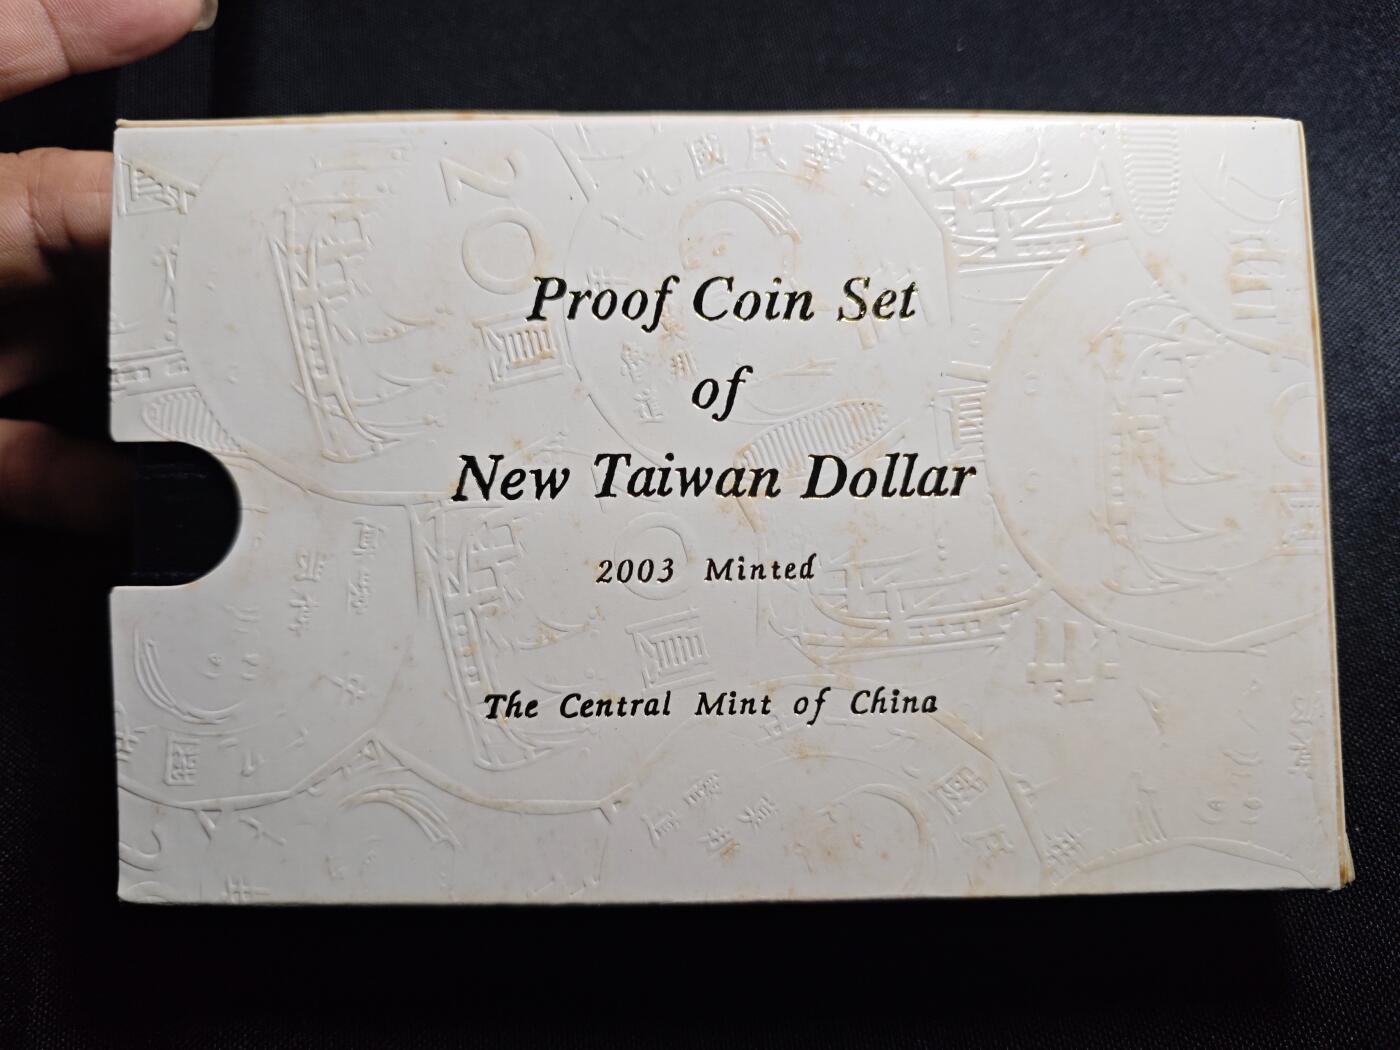 Proof Coin Set
of
New Taiwan Dollar
2003 Minted
The Central Mint of China